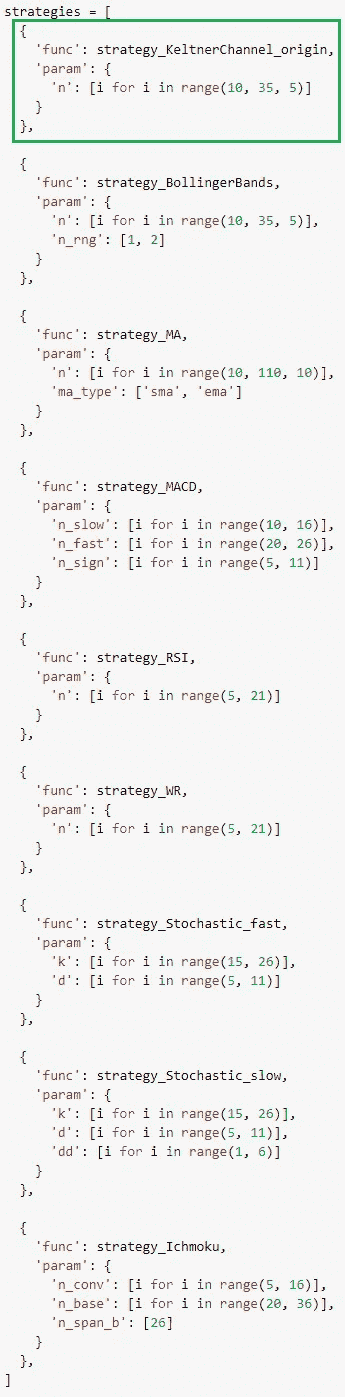 strategies = [
{
'func': strategy_KeltnerChannel_origin,
'param': {
'n': [i for i in range(10, 35, 5)]
}
},
{
'func': strategy_BollingerBands,
'param': {
'n': [i for i in range(10, 35, 5)],
'n_rng': [1, 2]
}
},
{
'func': strategy_MA,
'param': {
'n': [i for i in range(10, 110, 10)],
'ma_type': ['sma', 'ema']
}
},
{
'func': strategy_MACD,
'param': {
'n_slow': [i for i in range(10, 16)],
'n_fast': [i for i in range(20, 26)],
'n_sign': [i for i in range(5, 11)]
}
},
{
'func': strategy_RSI,
'param': {
'n': [i for i in range(5, 21)]
}
},
{
'func': strategy_WR,
'param': {
'n': [i for i in range(5, 21)]
}
},
{
'func': strategy_Stochastic_fast,
'param': {
'k': [i for i in range(15, 26)],
'd': [i for i in range(5, 11)]
}
},
{
'func': strategy_Stochastic_slow,
'param': {
'k': [i for i in range(15, 26)],
'd': [i for i in range(5, 11)],
'dd': [i for i in range(1, 6)]
}
},
{
'func': strategy_Ichmoku,
'param': {
'n_conv': [i for i in range(5, 16)],
'n_base': [i for i in range(20, 36)],
'n_span_b': [26]
}
},
]